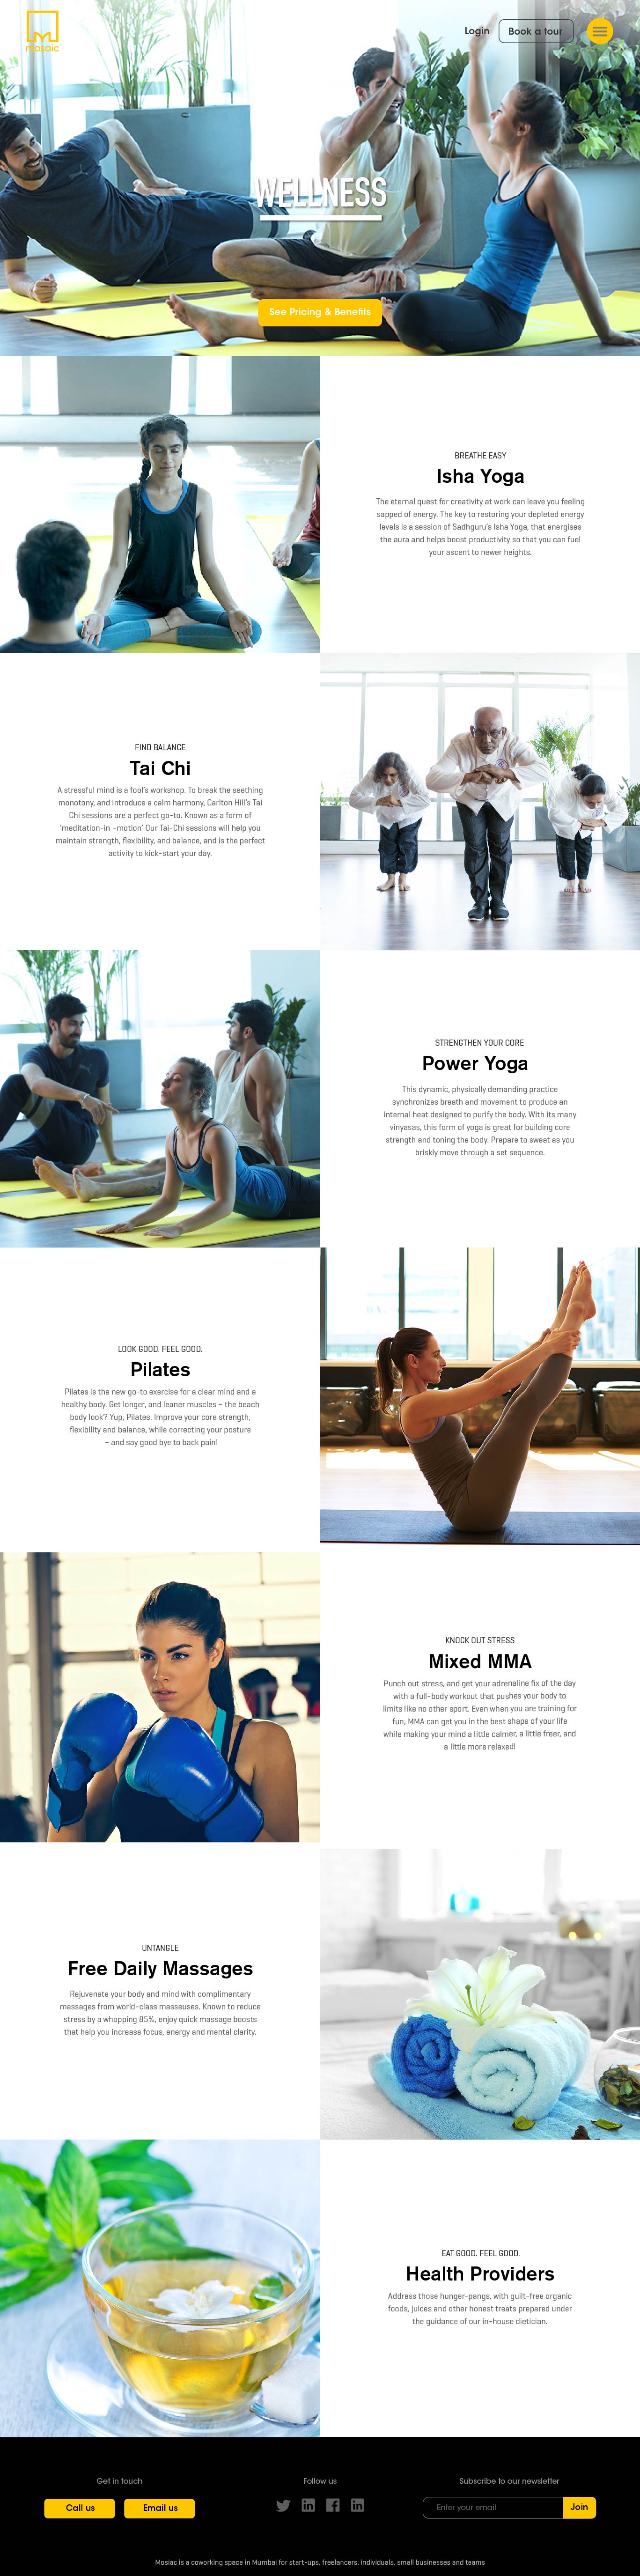 mosaic
Login
Book a tour
WELLNESS
See Pricing & Benefits
BREATHE EASY
Isha Yoga
The eternal quest for creativity at work can leave you feeling
sapped of energy. The key to restoring your depleted energy
levels is a session of Sadhguru's Isha Yoga, that energises
the aura and helps boost productivity so that you can fuel
your ascent to newer heights.
FIND BALANCE
Tai Chi
A stressful mind is a fool's workshop. To break the seething
monotony, and introduce a calm harmony, Carlton Hill's Tai
Chi sessions are a perfect go-to. Known as a form of
'meditation-in -motion' Our Tai-Chi sessions will help you
maintain strength, flexibility, and balance, and is the perfect
activity to kick-start your day.
STRENGTHEN YOUR CORE
Power Yoga
This dynamic, physically demanding practice
synchronizes breath and movement to produce an
internal heat designed to purify the body. With its many
vinyasas, this form of yoga is great for building core
strength and toning the body. Prepare to sweat as you
briskly move through a set sequence.
LOOK GOOD. FEEL GOOD.
Pilates
Pilates is the new go-to exercise for a clear mind and a
healthy body. Get longer, and leaner muscles – the beach
body look? Yup, Pilates. Improve your core strength,
flexibility and balance, while correcting your posture
– and say good bye to back pain!
KNOCK OUT STRESS
Mixed MMA
Punch out stress, and get your adrenaline fix of the day
with a full-body workout that pushes your body to
limits like no other sport. Even when you are training for
fun, MMA can get you in the best shape of your life
while making your mind a little calmer, a little freer, and
a little more relaxed!
UNTANGLE
Free Daily Massages
Rejuvenate your body and mind with complimentary
massages from world-class masseuses. Known to reduce
stress by a whopping 85%, enjoy quick massage boosts
that help you increase focus, energy and mental clarity.
EAT GOOD. FEEL GOOD.
Health Providers
Address those hunger-pangs, with guilt-free organic
foods, juices and other honest treats prepared under
the guidance of our in-house dietician.
Get in touch
Call us
Email us
Follow us
Subscribe to our newsletter
Enter your email
Join
Mosiac is a coworking space in Mumbai for start-ups, freelancers, individuals, small businesses and teams